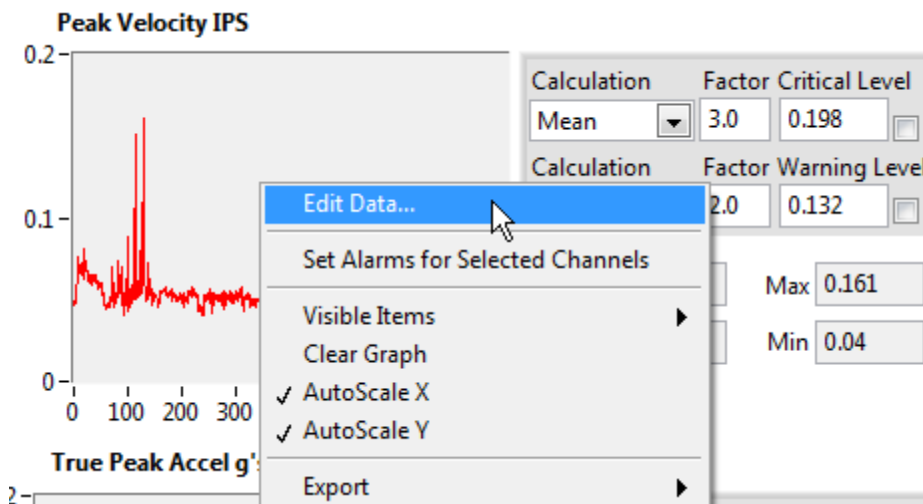 Peak Velocity IPS
0.2
0.1
0
0 100 200 300
Calculation Factor Critical Level
Mean 3.0 0.198
Calculation Factor Warning Level
2.0 0.132
Max 0.161
Min 0.04
Edit Data...
Set Alarms for Selected Channels
Visible Items
Clear Graph
AutoScale X
AutoScale Y
Export
True Peak Accel g's
2